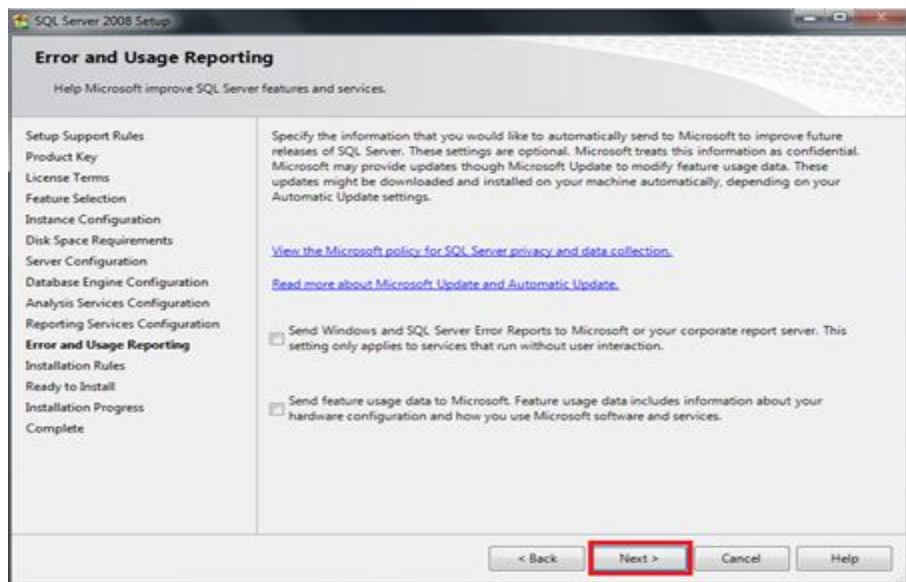 SQL Server 2008 Setup
Error and Usage Reporting
Help Microsoft improve SQL Server features and services.
Setup Support Rules
Product Key
License Terms
Feature Selection
Instance Configuration
Disk Space Requirements
Server Configuration
Database Engine Configuration
Analysis Services Configuration
Reporting Services Configuration
Error and Usage Reporting
Installation Rules
Ready to Install
Installation Progress
Complete
Specify the information that you would like to automatically send to Microsoft to improve future
releases of SQL Server. These settings are optional. Microsoft treats this information as confidential.
Microsoft may provide updates though Microsoft Update to modify feature usage data. These
updates might be downloaded and installed on your machine automatically, depending on your
Automatic Update settings.
View the Microsoft policy for SQL Server privacy and data collection.
Read more about Microsoft Update and Automatic Update.
Send Windows and SQL Server Error Reports to Microsoft or your corporate report server. This
setting only applies to services that run without user interaction.
Send feature usage data to Microsoft. Feature usage data includes information about your
hardware configuration and how you use Microsoft software and services.
< Back
Next >
Cancel
Help